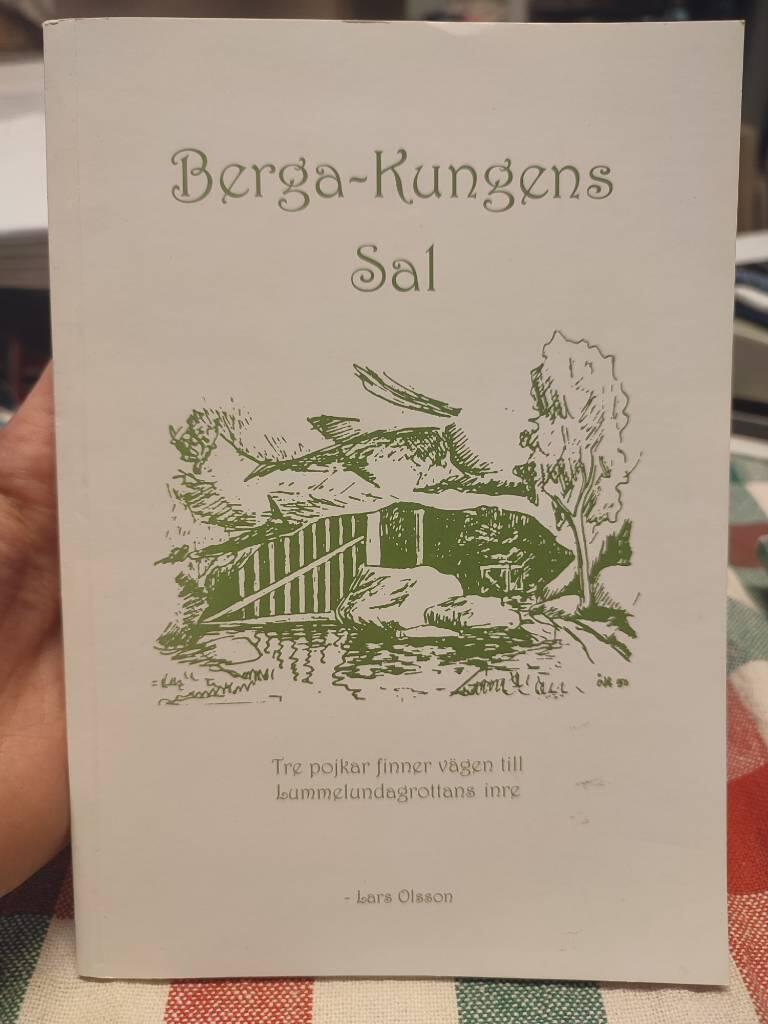 Berga-Kungens
Sal
Tre pojkar finner vägen till
Lummelundagrottans inre
- Lars Olsson